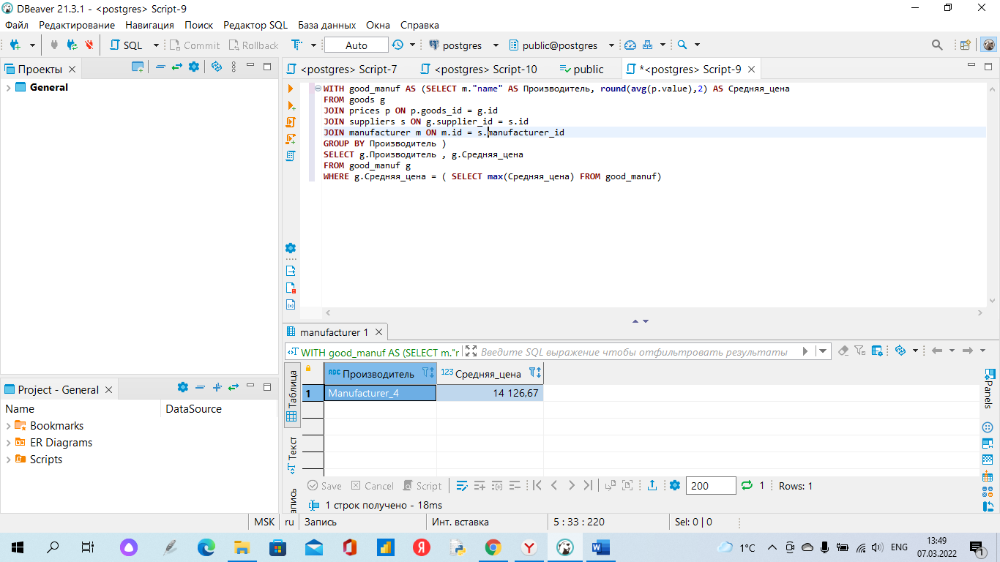 DBeaver 21.3.1 - <postgres> Script-9
Файл Редактирование Навигация Поиск Редактор SQL База данных Окна Справка
SQL Commit Rollback Auto postgres public@postgres
Проекты
General
<postgres> Script-7 <postgres> Script-10 public *<postgres> Script-9
WITH good_manuf AS (SELECT m."name" AS Производитель, round(avg(p.value),2) AS Средняя_цена
FROM goods g
JOIN prices p ON p.goods_id = g.id
JOIN suppliers s ON g.supplier_id = s.id
JOIN manufacturer m ON m.id = s.manufacturer_id
GROUP BY Производитель )
SELECT g.Производитель , g.Средняя_цена
FROM good_manuf g
WHERE g.Средняя_цена = ( SELECT max(Средняя_цена) FROM good_manuf)
manufacturer 1
WITH good_manuf AS (SELECT m."r Введите SQL выражение чтобы отфильтровать результаты
Таблица
Текст
апись
ABC Производитель 123 Средняя_цена
1 Manufacturer_4 14 126,67
Panels
Project - General
Name DataSource
Bookmarks
ER Diagrams
Scripts
Save Cancel Script 200 1 Rows: 1
1 строк получено - 18ms
MSK ru Запись Инт. вставка 5 : 33 : 220 Sel: 0 | 0
1°C ENG 13:49
07.03.2022
1